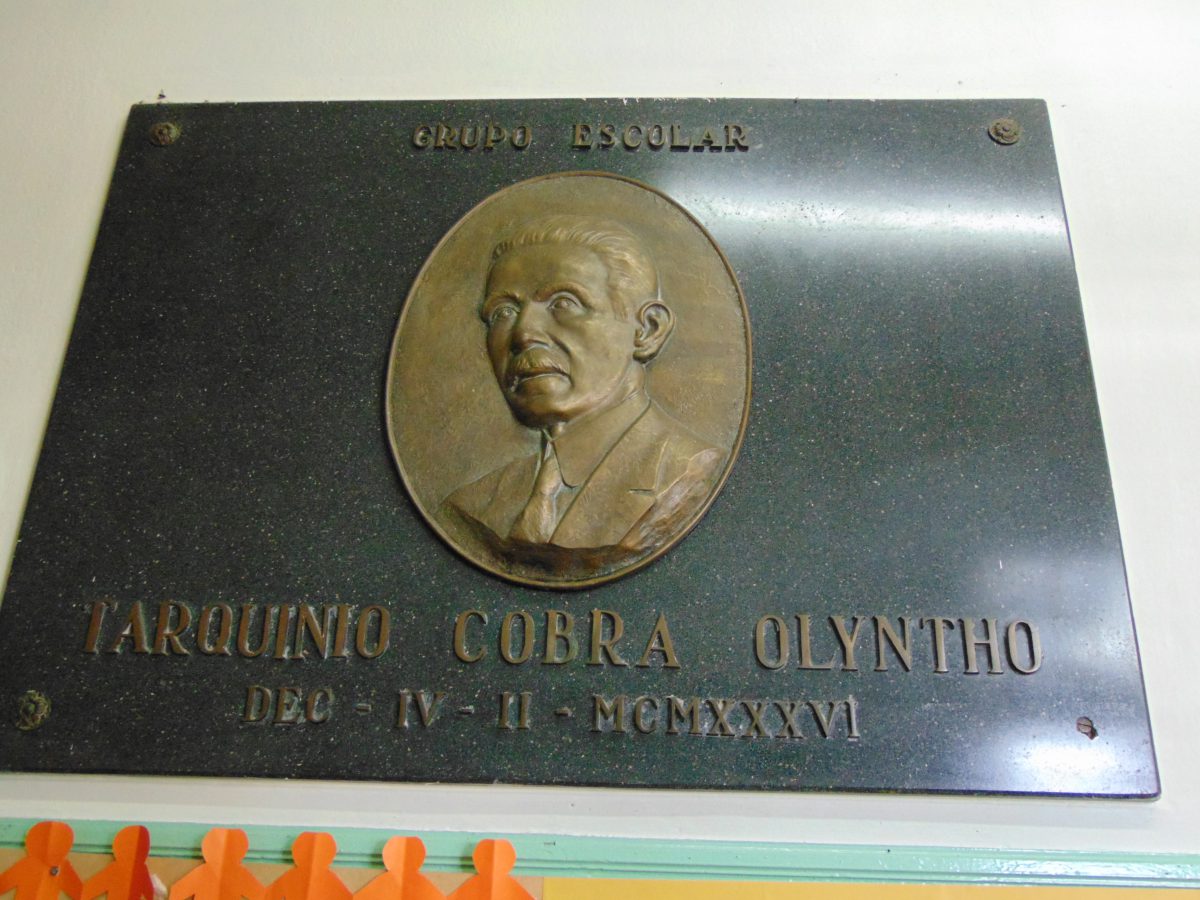 GRUPO ESCOLAR
TARQUINIO COBRA OLYNTHO
DEC - IV - II - MCMXXXVI